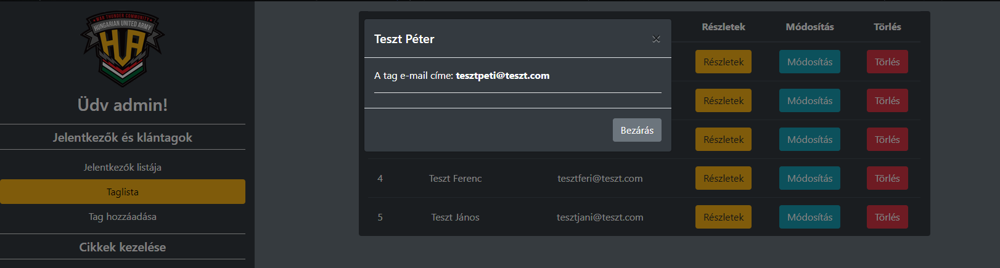 WAR THUNDER COMMUNITY
HUNGARIAN UNITED ARMY
HUA
Üdv admin!
Jelentkezők és klántagok
Jelentkezők listája
Taglista
Tag hozzáadása
Cikkek kezelése
Teszt Péter ×
A tag e-mail címe: tesztpeti@teszt.com
Bezárás
Részletek Módosítás Törlés
Részletek Módosítás Törlés
Részletek Módosítás Törlés
Részletek Módosítás Törlés
4 Teszt Ferenc tesztferi@teszt.com Részletek Módosítás Törlés
5 Teszt János tesztjani@teszt.com Részletek Módosítás Törlés